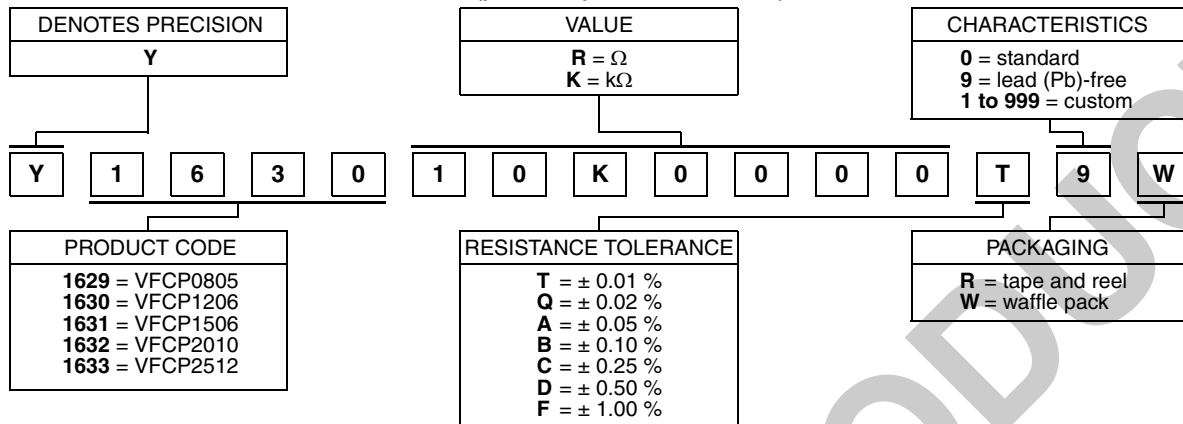 DENOTES PRECISION
Y
VALUE
R = Ω
K = kΩ
CHARACTERISTICS
0 = standard
9 = lead (Pb)-free
1 to 999 = custom
Y 1 6 3 0 1 0 K 0 0 0 0 T 9 W
PRODUCT CODE
1629 = VFCP0805
1630 = VFCP1206
1631 = VFCP1506
1632 = VFCP2010
1633 = VFCP2512
RESISTANCE TOLERANCE
T = ± 0.01 %
Q = ± 0.02 %
A = ± 0.05 %
B = ± 0.10 %
C = ± 0.25 %
D = ± 0.50 %
F = ± 1.00 %
PACKAGING
R = tape and reel
W = waffle pack